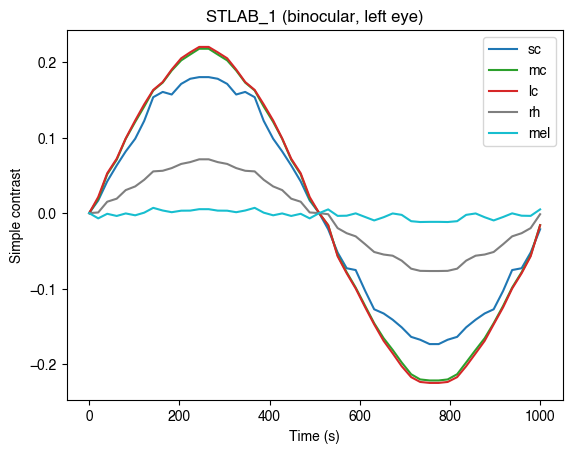 STLAB_1 (binocular, left eye)
sc
mc
lc
rh
mel
0.2
0.1
0.0
−0.1
−0.2
Simple contrast
0 200 400 600 800 1000
Time (s)